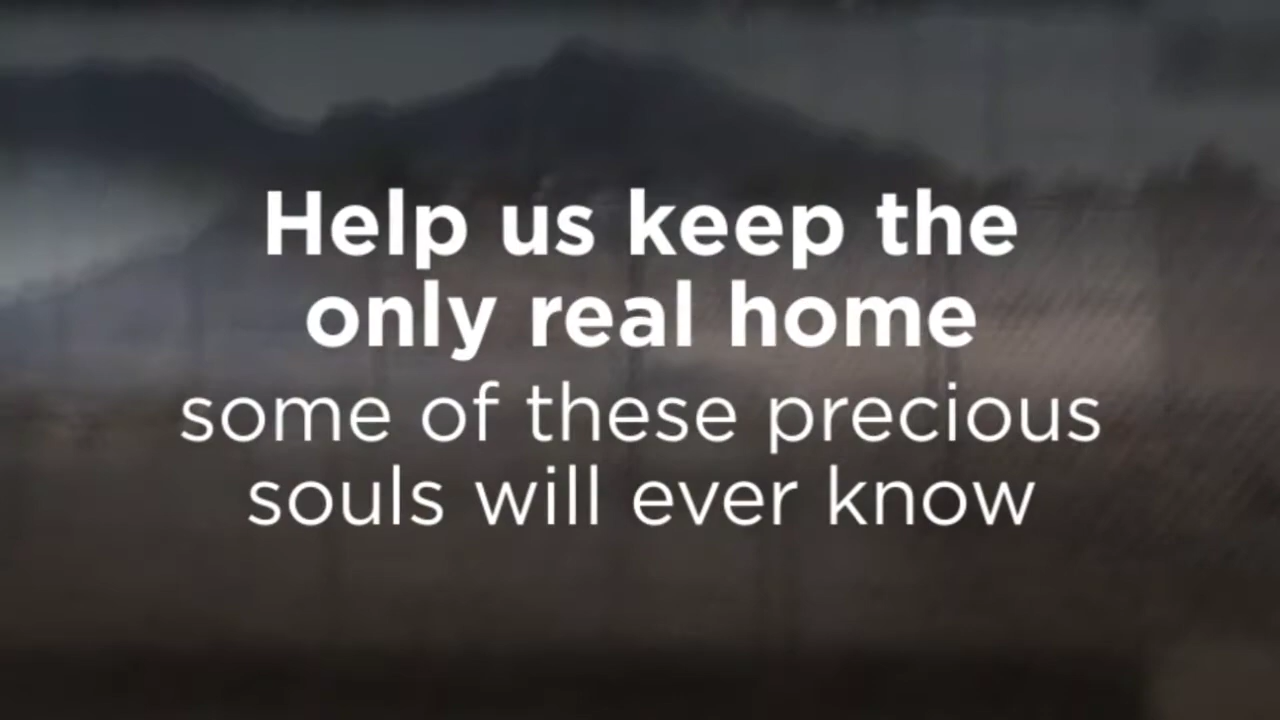 Help us keep the
only real home
some of these precious
souls will ever know